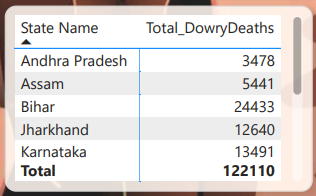 State Name Total_DowryDeaths
Andhra Pradesh 3478
Assam 5441
Bihar 24433
Jharkhand 12640
Karnataka 13491
Total 122110